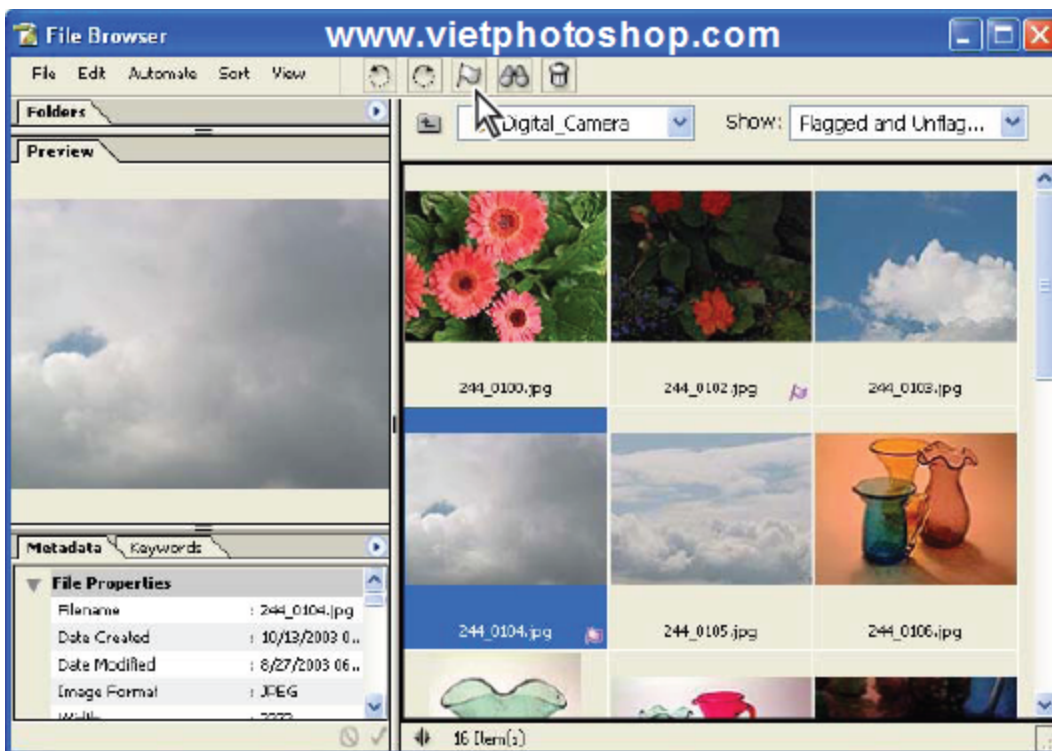 File Browser
www.vietphotoshop.com
File Edit Automate Sort View
Folders
Preview
Digital_Camera
Show: Flagged and Unflag...
244_0100.jpg
244_0102.jpg
244_0103.jpg
244_0104.jpg
244_0105.jpg
244_0106.jpg
Metadata Keywords
File Properties
Filename : 244_0104.jpg
Date Created : 10/13/2003 0..
Date Modified : 8/27/2003 06..
Image Format : JPEG
16 Item(s)